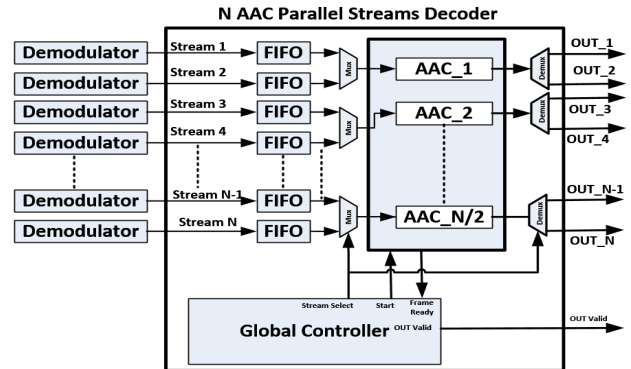 N AAC Parallel Streams Decoder
Demodulator
Stream 1
FIFO
Mux
AAC_1
Demux
OUT_1
Demodulator
Stream 2
FIFO
OUT_2
Demodulator
Stream 3
FIFO
Mux
AAC_2
Demux
OUT_3
Demodulator
Stream 4
FIFO
OUT_4
Demodulator
Stream N-1
FIFO
Mux
AAC_N/2
Demux
OUT_N-1
Demodulator
Stream N
FIFO
OUT_N
Stream Select
Start
Frame
Ready
Global Controller
OUT Valid
OUT Valid